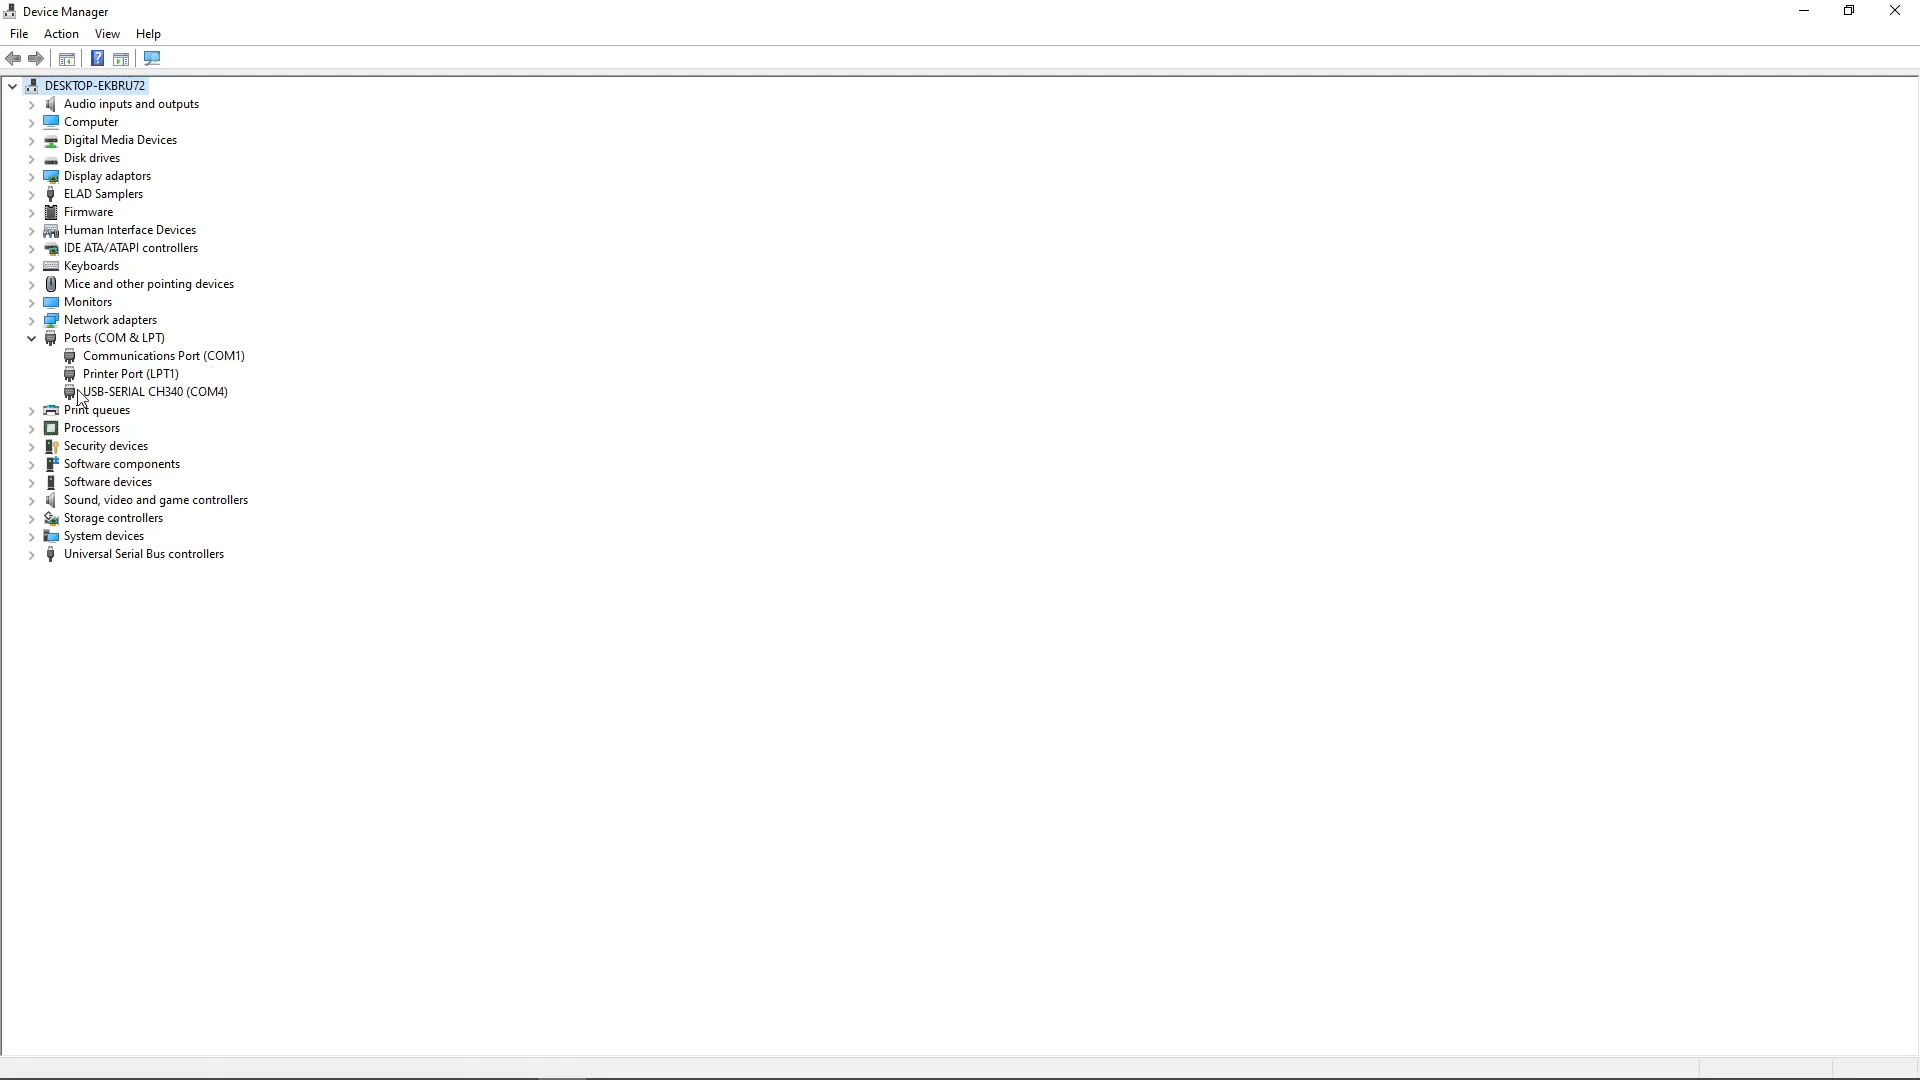 Device Manager
File Action View Help
DESKTOP-EKBRU72
Audio inputs and outputs
Computer
Digital Media Devices
Disk drives
Display adaptors
ELAD Samplers
Firmware
Human Interface Devices
IDE ATA/ATAPI controllers
Keyboards
Mice and other pointing devices
Monitors
Network adapters
Ports (COM & LPT)
Communications Port (COM1)
Printer Port (LPT1)
USB-SERIAL CH340 (COM4)
Print queues
Processors
Security devices
Software components
Software devices
Sound, video and game controllers
Storage controllers
System devices
Universal Serial Bus controllers